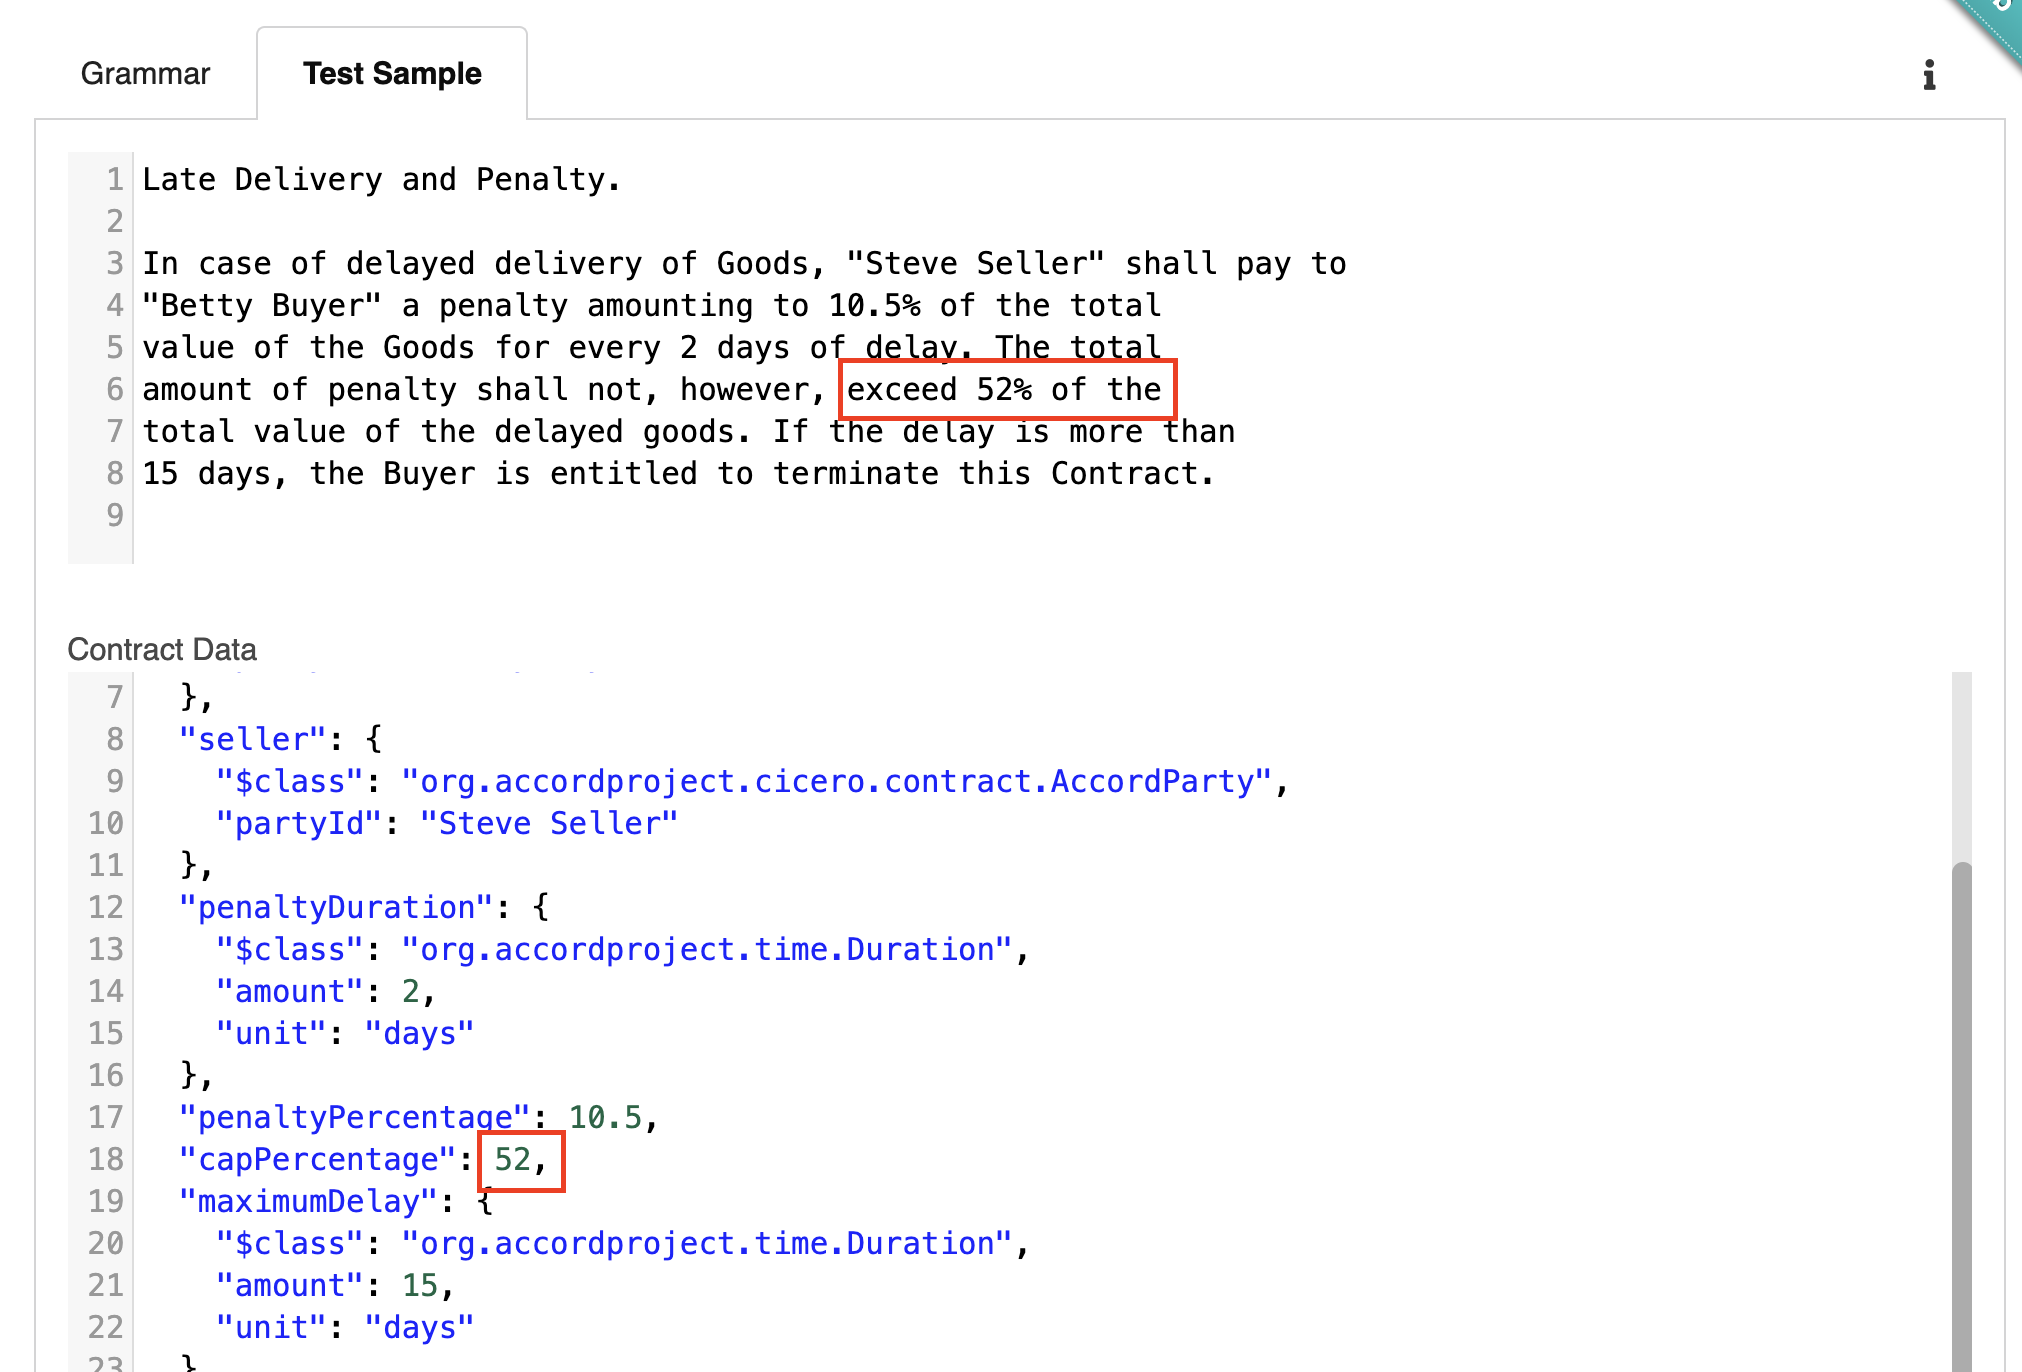 Grammar
Test Sample
1 Late Delivery and Penalty.
2
3 In case of delayed delivery of Goods, "Steve Seller" shall pay to
4 "Betty Buyer" a penalty amounting to 10.5% of the total
5 value of the Goods for every 2 days of delay. The total
6 amount of penalty shall not, however, exceed 52% of the
7 total value of the delayed goods. If the delay is more than
8 15 days, the Buyer is entitled to terminate this Contract.
9
Contract Data
7 },
8 "seller": {
9 "$class": "org.accordproject.cicero.contract.AccordParty",
10 "partyId": "Steve Seller"
11 },
12 "penaltyDuration": {
13 "$class": "org.accordproject.time.Duration",
14 "amount": 2,
15 "unit": "days"
16 },
17 "penaltyPercentage": 10.5,
18 "capPercentage": 52,
19 "maximumDelay": {
20 "$class": "org.accordproject.time.Duration",
21 "amount": 15,
22 "unit": "days"
23 }